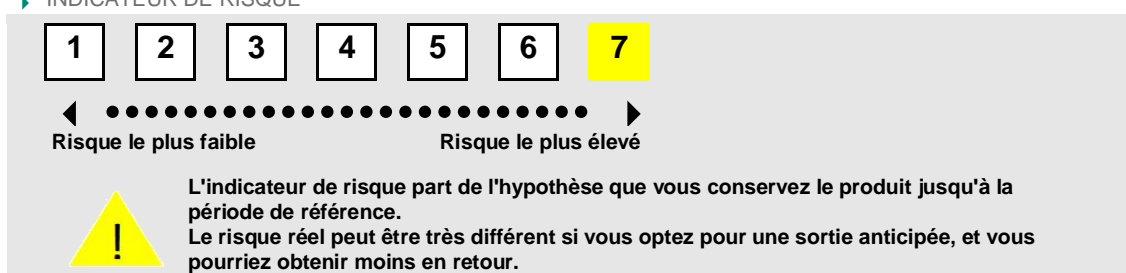 INDICATEUR DE RISQUE
1 2 3 4 5 6 7
Risque le plus faible Risque le plus élevé
L'indicateur de risque part de l'hypothèse que vous conservez le produit jusqu'à la
période de référence.
! Le risque réel peut être très différent si vous optez pour une sortie anticipée, et vous
pourriez obtenir moins en retour.